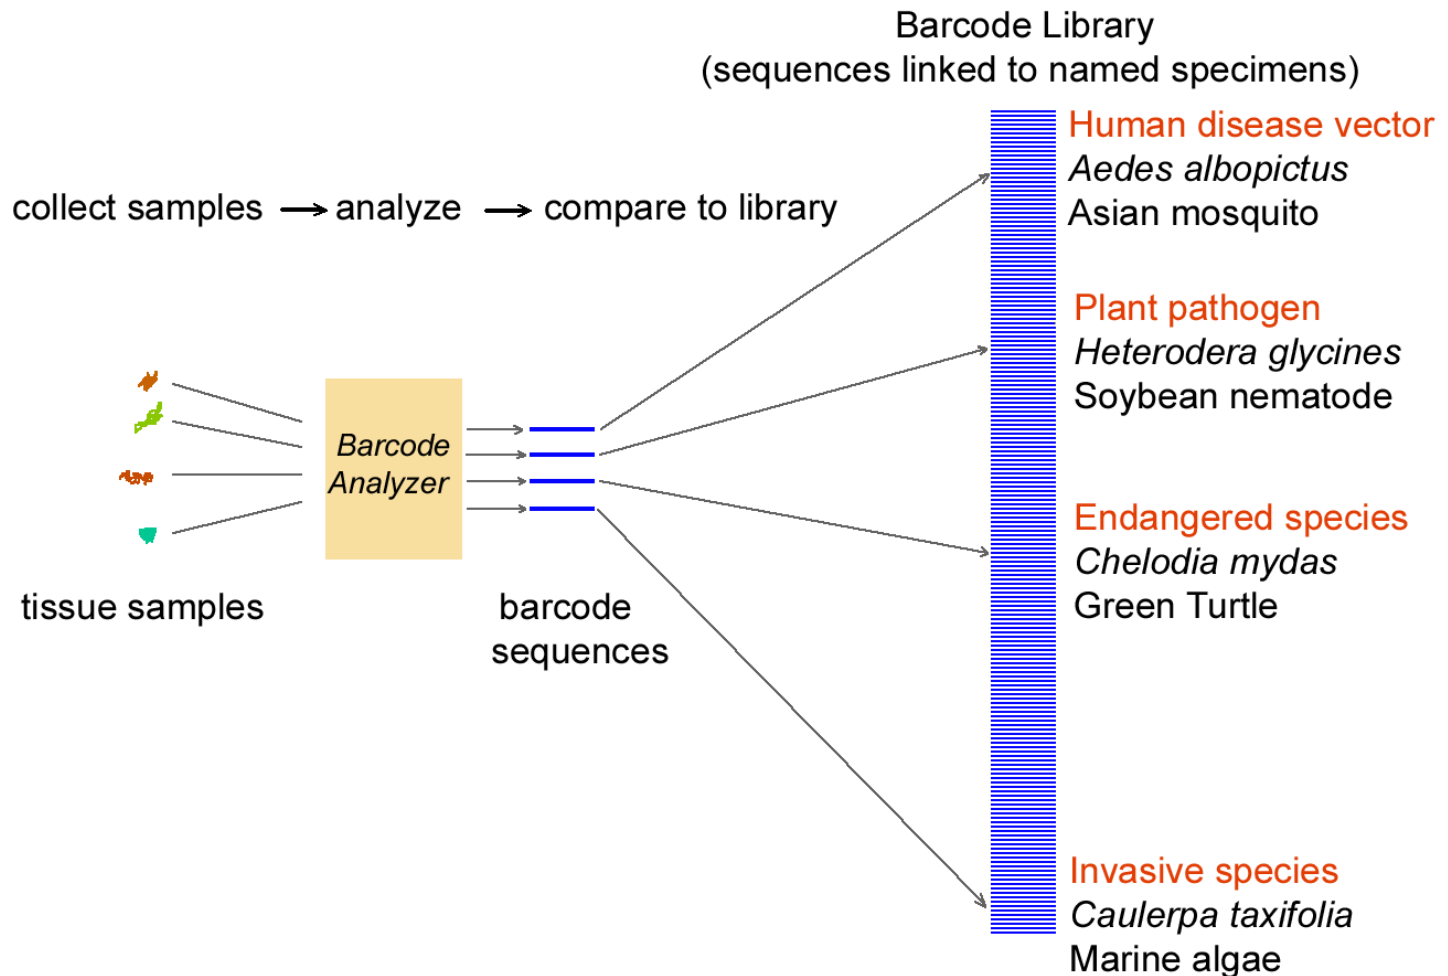 Barcode Library
(sequences linked to named specimens)
collect samples → analyze → compare to library
Human disease vector
Aedes albopictus
Asian mosquito
Plant pathogen
Heterodera glycines
Soybean nematode
Barcode
Analyzer
Endangered species
Chelodia mydas
Green Turtle
tissue samples
barcode
sequences
Invasive species
Caulerpa taxifolia
Marine algae